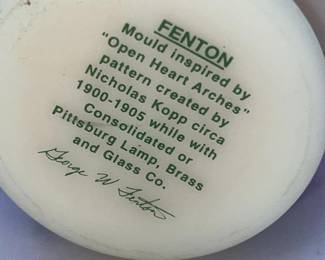 FENTON
Mould inspired by
"Open Heart Arches"
pattern created by
Nicholas Kopp circa
1900-1905 while with
Consolidated or
Pittsburg Lamp, Brass
and Glass Co.
George W Fenton